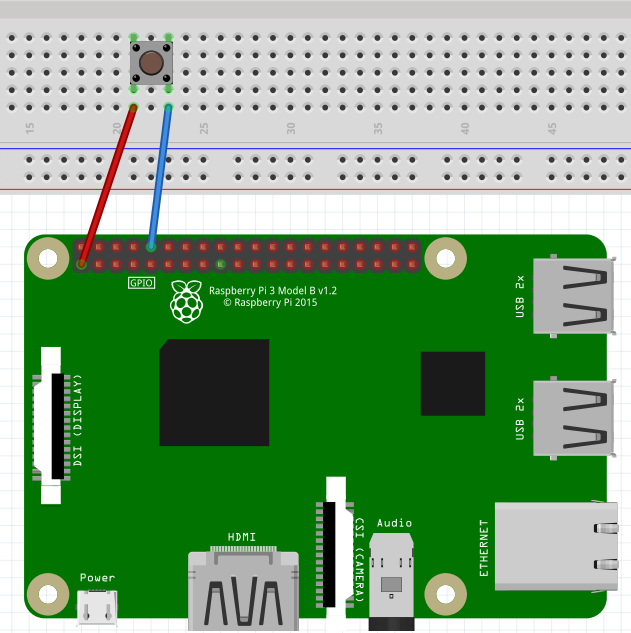 15
20
25
30
35
40
45
GPIO
Raspberry Pi 3 Model B v1.2
© Raspberry Pi 2015
USB 2x
DSI (DISPLAY)
USB 2x
HDMI
CSI (CAMERA)
Audio
ETHERNET
Power